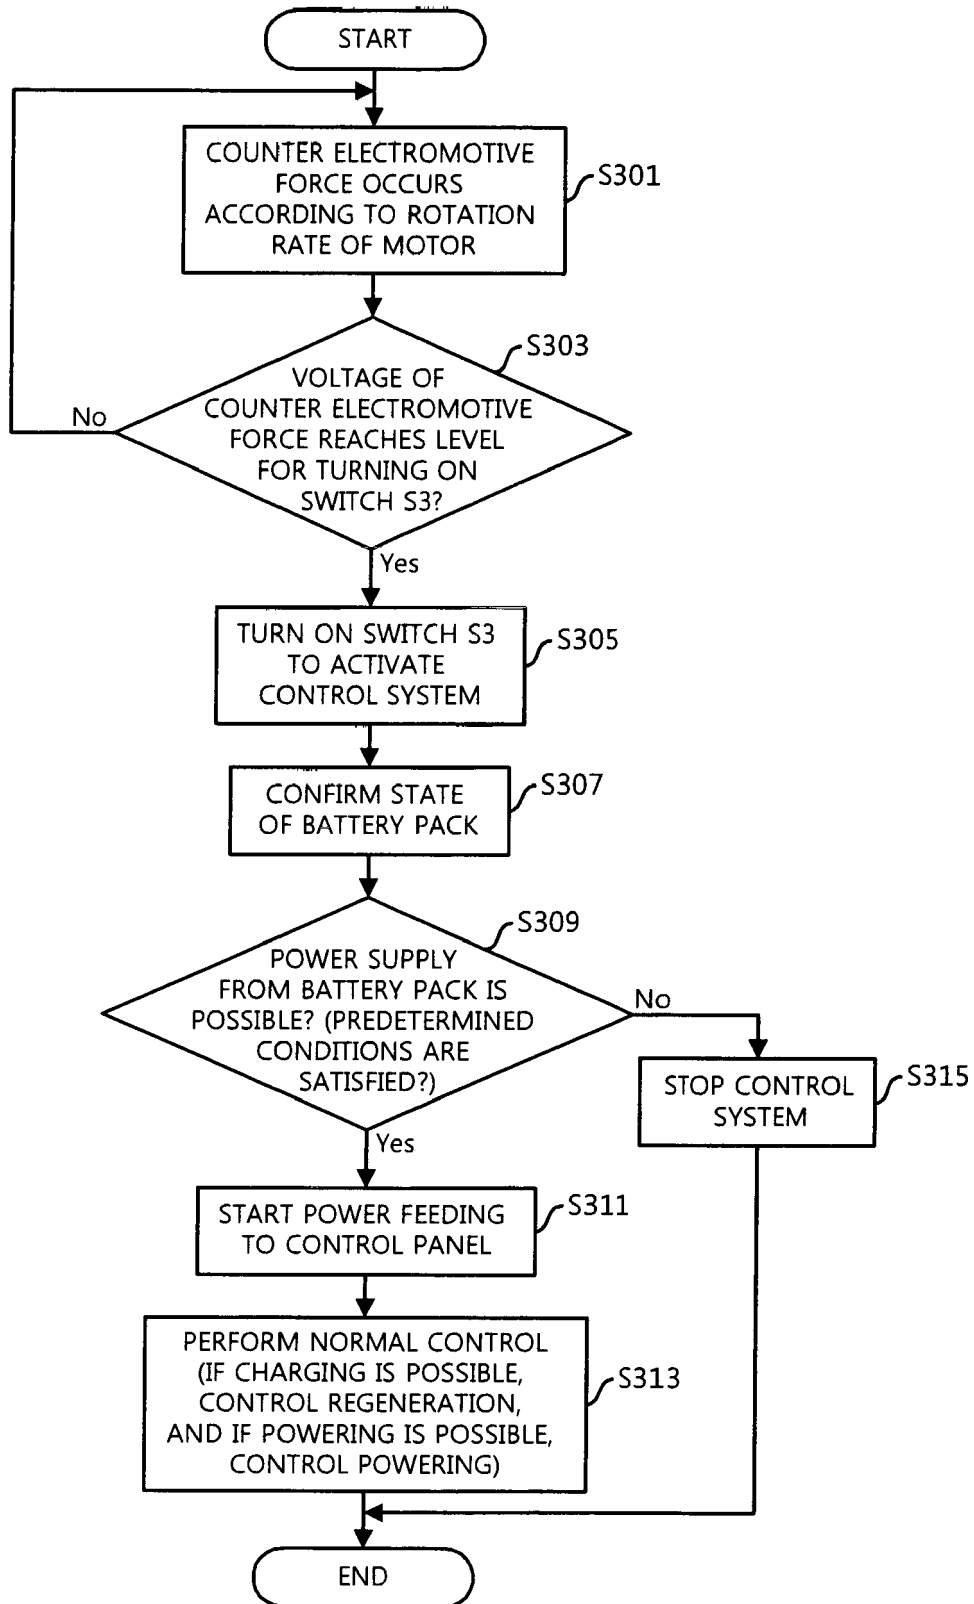 START
COUNTER ELECTROMOTIVE
FORCE OCCURS
ACCORDING TO ROTATION
RATE OF MOTOR
S301
S303
VOLTAGE OF
COUNTER ELECTROMOTIVE
FORCE REACHES LEVEL
FOR TURNING ON
SWITCH S3?
No
Yes
TURN ON SWITCH S3
TO ACTIVATE
CONTROL SYSTEM
S305
CONFIRM STATE
OF BATTERY PACK
S307
S309
POWER SUPPLY
FROM BATTERY PACK IS
POSSIBLE? (PREDETERMINED
CONDITIONS ARE
SATISFIED?)
No
Yes
STOP CONTROL
SYSTEM
S315
START POWER FEEDING
TO CONTROL PANEL
S311
PERFORM NORMAL CONTROL
(IF CHARGING IS POSSIBLE,
CONTROL REGENERATION,
AND IF POWERING IS POSSIBLE,
CONTROL POWERING)
S313
END